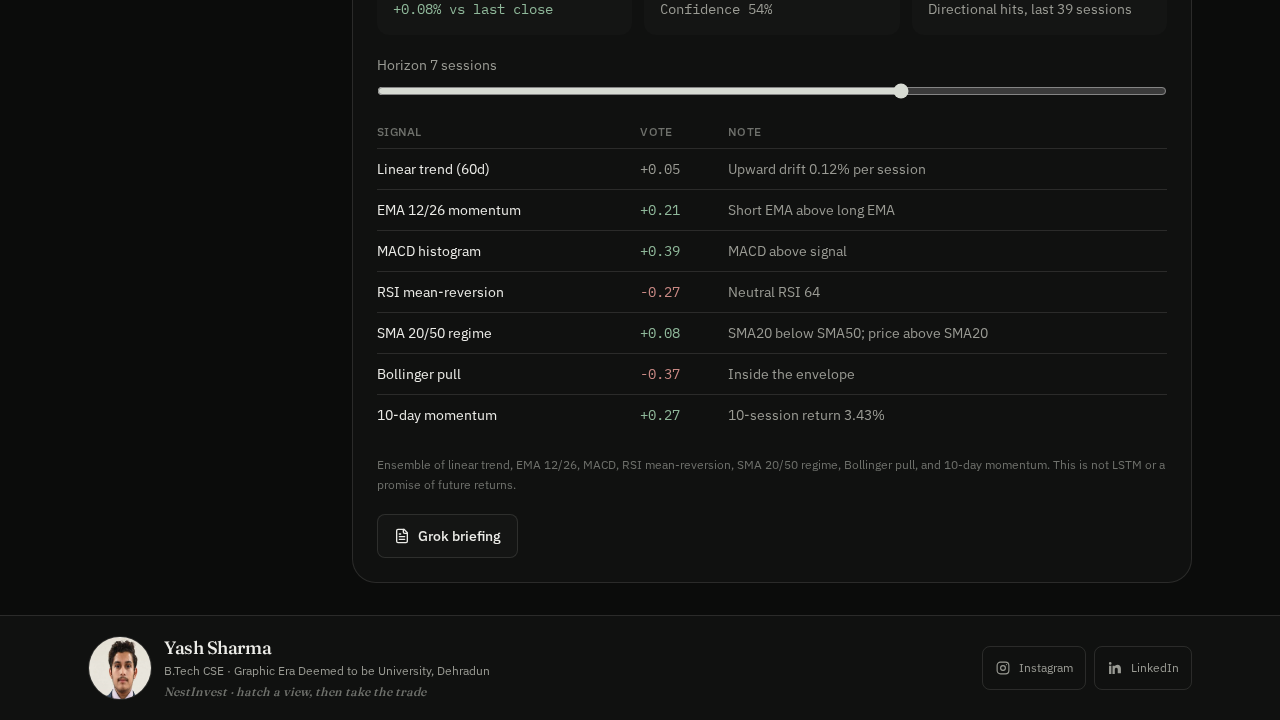 +0.08% vs last close
Confidence 54%
Directional hits, last 39 sessions
Horizon 7 sessions
SIGNAL VOTE NOTE
Linear trend (60d) +0.05 Upward drift 0.12% per session
EMA 12/26 momentum +0.21 Short EMA above long EMA
MACD histogram +0.39 MACD above signal
RSI mean-reversion -0.27 Neutral RSI 64
SMA 20/50 regime +0.08 SMA20 below SMA50; price above SMA20
Bollinger pull -0.37 Inside the envelope
10-day momentum +0.27 10-session return 3.43%
Ensemble of linear trend, EMA 12/26, MACD, RSI mean-reversion, SMA 20/50 regime, Bollinger pull, and 10-day momentum. This is not LSTM or a
promise of future returns.
Grok briefing
Yash Sharma
B.Tech CSE · Graphic Era Deemed to be University, Dehradun
NestInvest · hatch a view, then take the trade
Instagram
LinkedIn